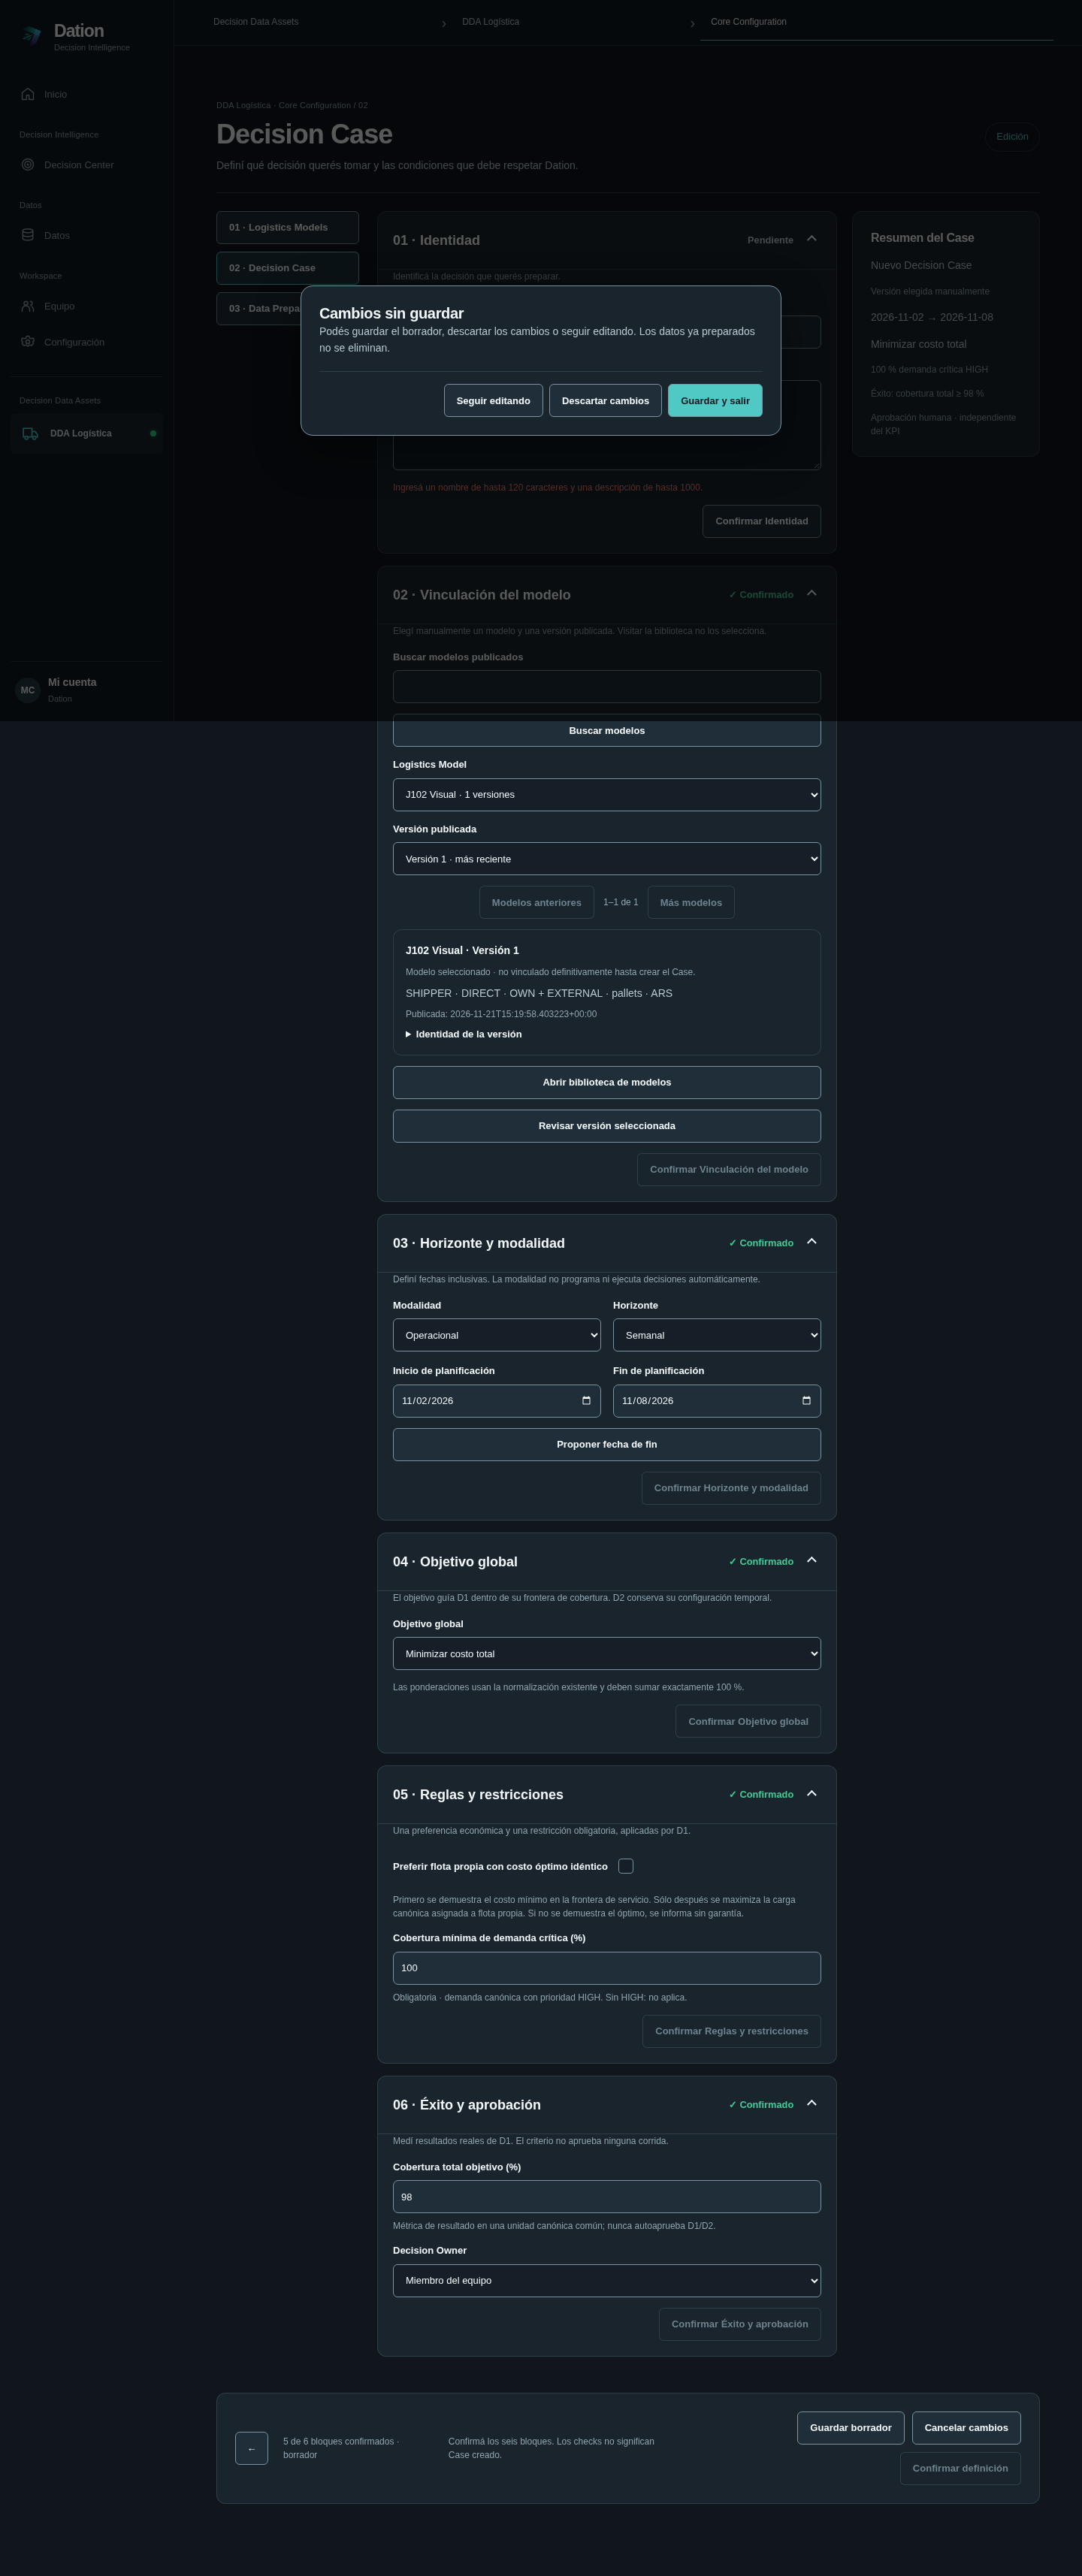 Dation
Decision Intelligence
Inicio
Decision Intelligence
Decision Center
Datos
Datos
Workspace
Equipo
Configuración
Decision Data Assets
DDA Logística
MC
Mi cuenta
Dation
Decision Data Assets
DDA Logística
Core Configuration
DDA Logística · Core Configuration / 02
Decision Case
Definí qué decisión querés tomar y las condiciones que debe respetar Dation.
Edición
01 · Logistics Models
02 · Decision Case
03 · Data Prepa
01 · Identidad
Pendiente
Identificá la decisión que querés preparar.
Cambios sin guardar
Podés guardar el borrador, descartar los cambios o seguir editando. Los datos ya preparados
no se eliminan.
Seguir editando
Descartar cambios
Guardar y salir
Ingresá un nombre de hasta 120 caracteres y una descripción de hasta 1000.
Confirmar Identidad
Resumen del Case
Nuevo Decision Case
Versión elegida manualmente
2026-11-02 → 2026-11-08
Minimizar costo total
100 % demanda crítica HIGH
Éxito: cobertura total ≥ 98 %
Aprobación humana · independiente
del KPI
02 · Vinculación del modelo
✓ Confirmado
Elegí manualmente un modelo y una versión publicada. Visitar la biblioteca no los selecciona.
Buscar modelos publicados
Buscar modelos
Logistics Model
J102 Visual · 1 versiones
Versión publicada
Versión 1 · más reciente
Modelos anteriores
1–1 de 1
Más modelos
J102 Visual · Versión 1
Modelo seleccionado · no vinculado definitivamente hasta crear el Case.
SHIPPER · DIRECT · OWN + EXTERNAL · pallets · ARS
Publicada: 2026-11-21T15:19:58.403223+00:00
▶ Identidad de la versión
Abrir biblioteca de modelos
Revisar versión seleccionada
Confirmar Vinculación del modelo
03 · Horizonte y modalidad
✓ Confirmado
Definí fechas inclusivas. La modalidad no programa ni ejecuta decisiones automáticamente.
Modalidad
Horizonte
Operacional
Semanal
Inicio de planificación
Fin de planificación
11/02/2026
11/08/2026
Proponer fecha de fin
Confirmar Horizonte y modalidad
04 · Objetivo global
✓ Confirmado
El objetivo guía D1 dentro de su frontera de cobertura. D2 conserva su configuración temporal.
Objetivo global
Minimizar costo total
Las ponderaciones usan la normalización existente y deben sumar exactamente 100 %.
Confirmar Objetivo global
05 · Reglas y restricciones
✓ Confirmado
Una preferencia económica y una restricción obligatoria, aplicadas por D1.
Preferir flota propia con costo óptimo idéntico
Primero se demuestra el costo mínimo en la frontera de servicio. Sólo después se maximiza la carga
canónica asignada a flota propia. Si no se demuestra el óptimo, se informa sin garantía.
Cobertura mínima de demanda crítica (%)
100
Obligatoria · demanda canónica con prioridad HIGH. Sin HIGH: no aplica.
Confirmar Reglas y restricciones
06 · Éxito y aprobación
✓ Confirmado
Medí resultados reales de D1. El criterio no aprueba ninguna corrida.
Cobertura total objetivo (%)
98
Métrica de resultado en una unidad canónica común; nunca autoaprueba D1/D2.
Decision Owner
Miembro del equipo
Confirmar Éxito y aprobación
←
5 de 6 bloques confirmados ·
borrador
Confirmá los seis bloques. Los checks no significan
Case creado.
Guardar borrador
Cancelar cambios
Confirmar definición